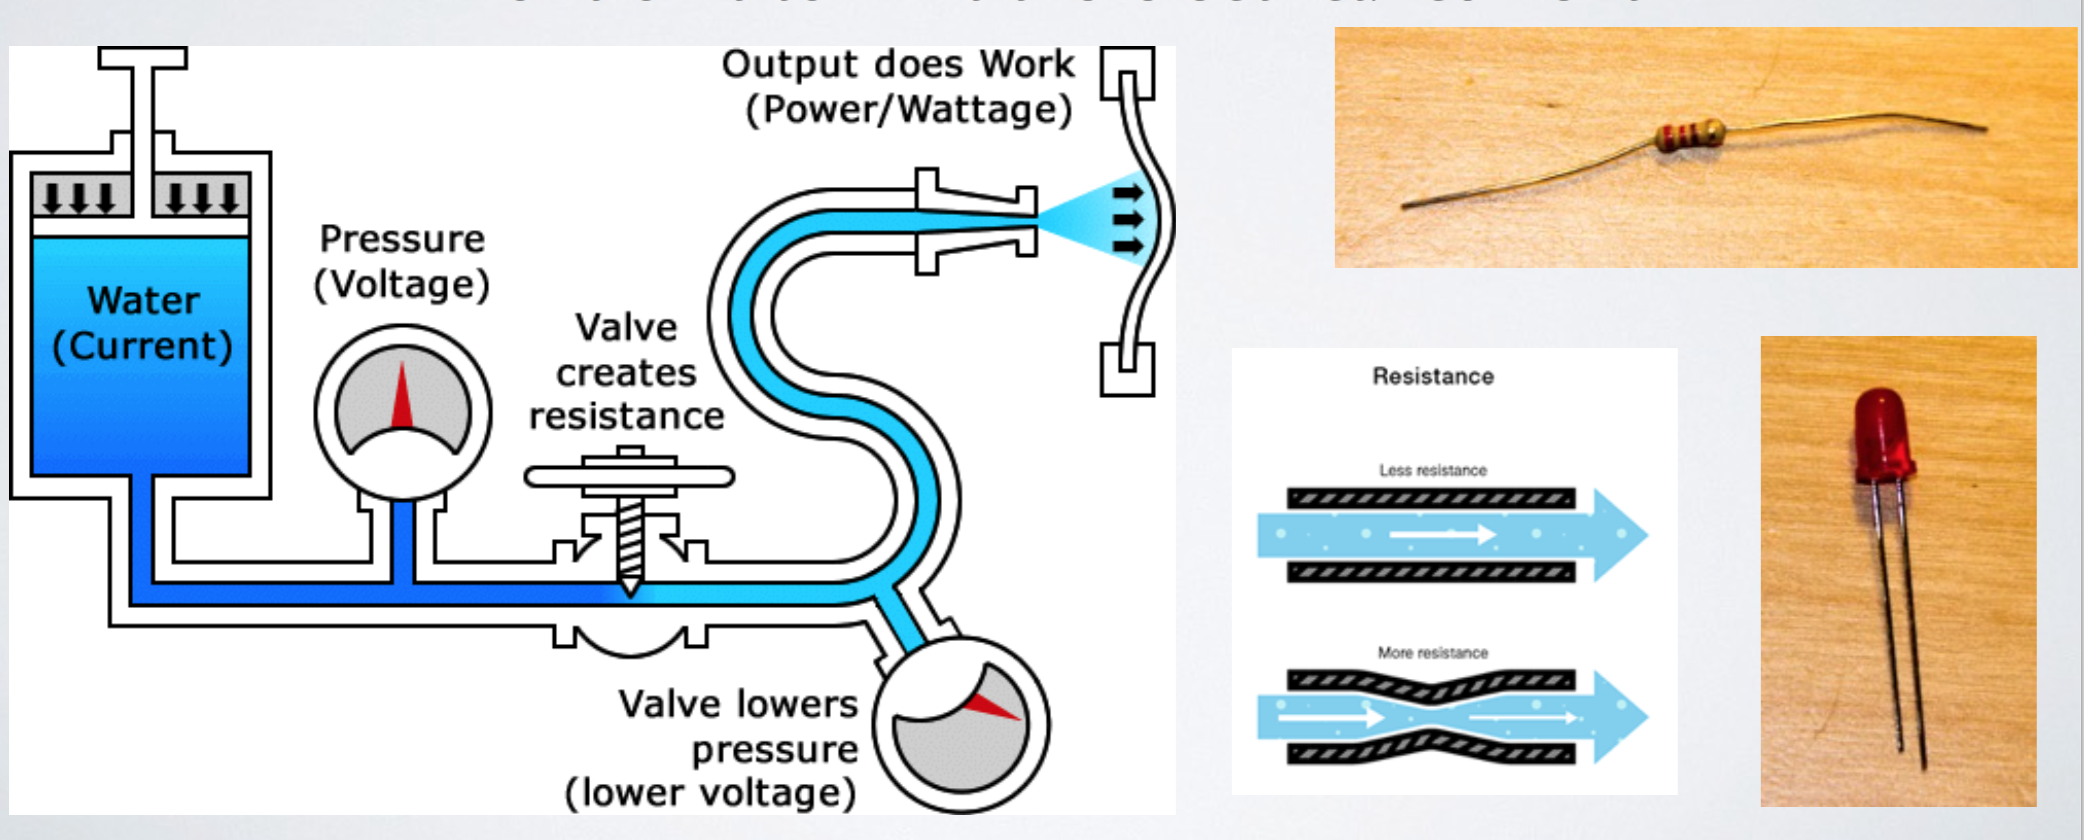 Output does Work
(Power/Wattage)
Water
(Current)
Pressure
(Voltage)
Valve
creates
resistance
Valve lowers
pressure
(lower voltage)
Resistance
Less resistance
More resistance